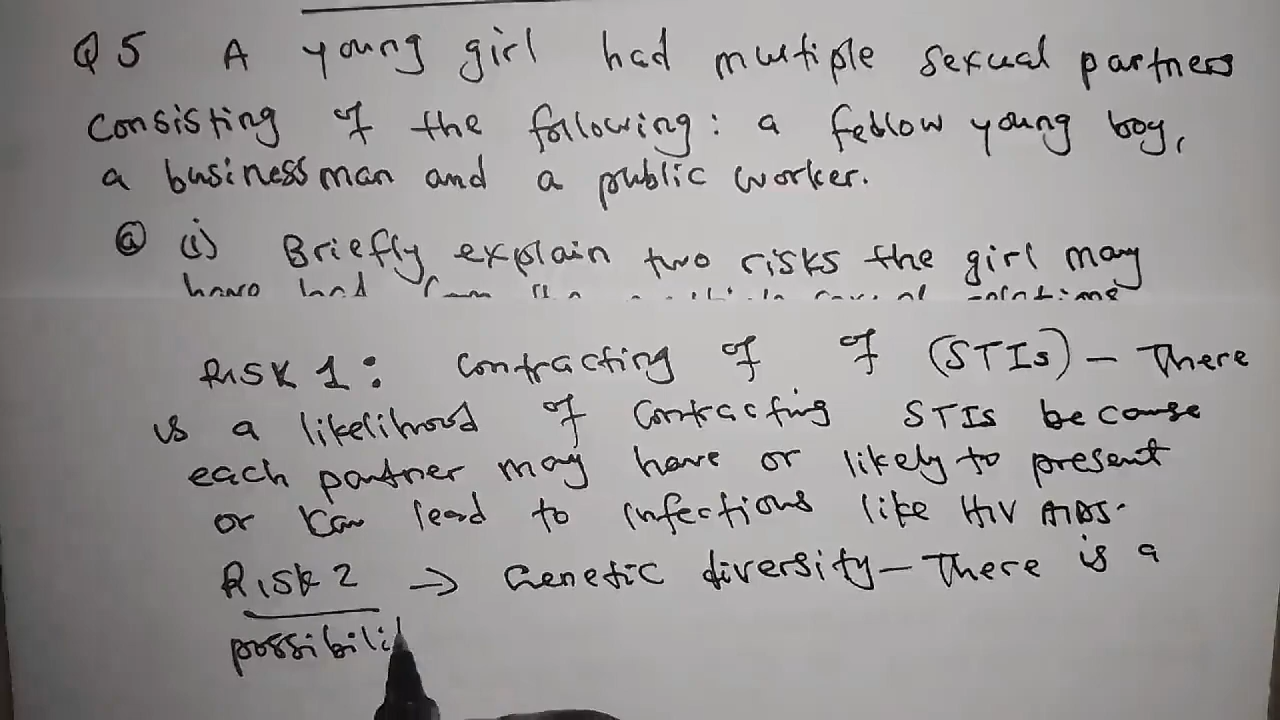 Q5 A young girl had multiple sexual partners
consisting of the following: a fellow young boy,
a businessman and a public worker.
@ (i) Briefly explain two risks the girl may
RISK 1: contracting of of (STIs) - There
is a likelihood of contracting STIs because
each partner may have or likely to present
or can lead to infections like HIV AIDS.
RISK 2 → Genetic diversity - There is a
possibili